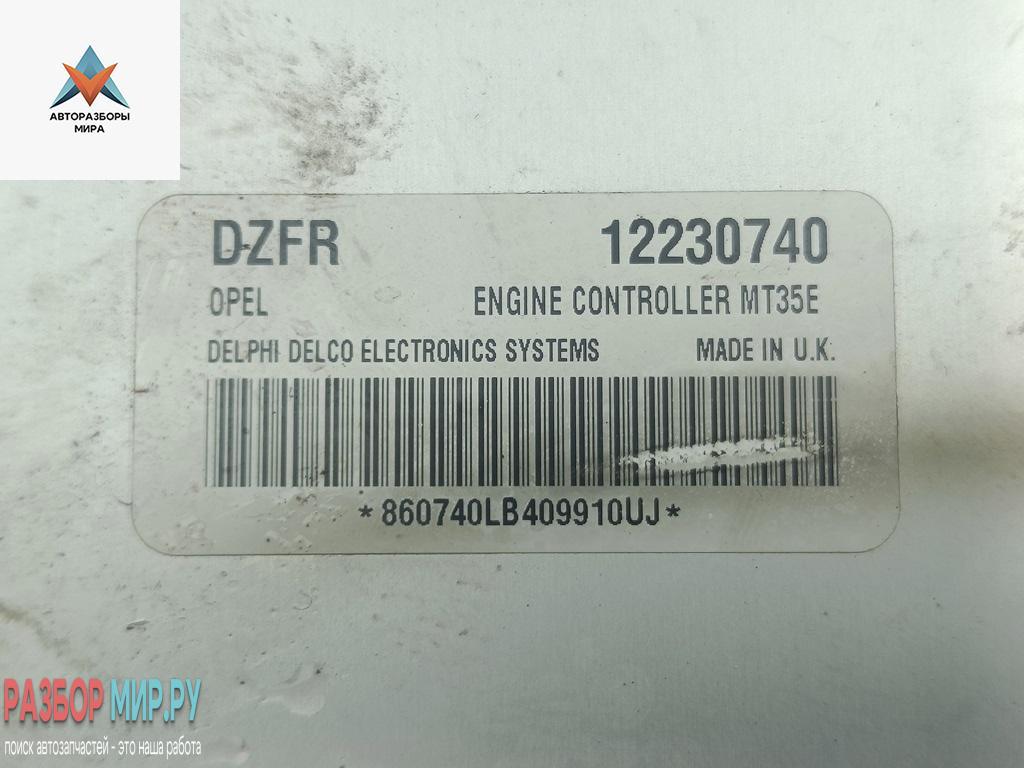 АВТОРАЗБОРЫ
МИРА
DZFR 12230740
OPEL ENGINE CONTROLLER MT35E
DELPHI DELCO ELECTRONICS SYSTEMS MADE IN U.K.
*860740LB409910UJ*
РАЗБОР МИР.РУ
поиск автозапчастей - это наша работа